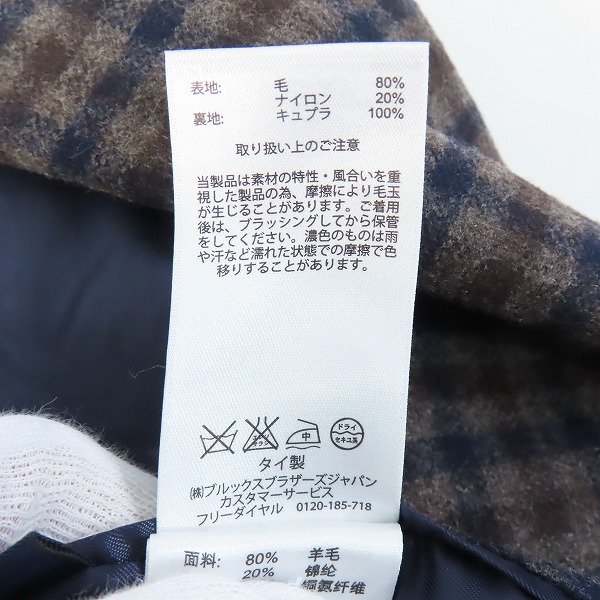 表地: 毛 80%
ナイロン 20%
裏地: キュプラ 100%
取り扱い上のご注意
当製品は素材の特性・風合いを重
視した製品の為、摩擦により毛玉
が生じることがあります。ご着用
後は、ブラッシングしてから保管
をしてください。濃色のものは雨
や汗など濡れた状態での摩擦で色
移りすることがあります。
中 ドライ
セキユ系
タイ製
(株)ブルックスブラザーズジャパン
カスタマーサービス
フリーダイヤル 0120-185-718
面料: 80% 羊毛
20% 锦纶
铜氨纤维